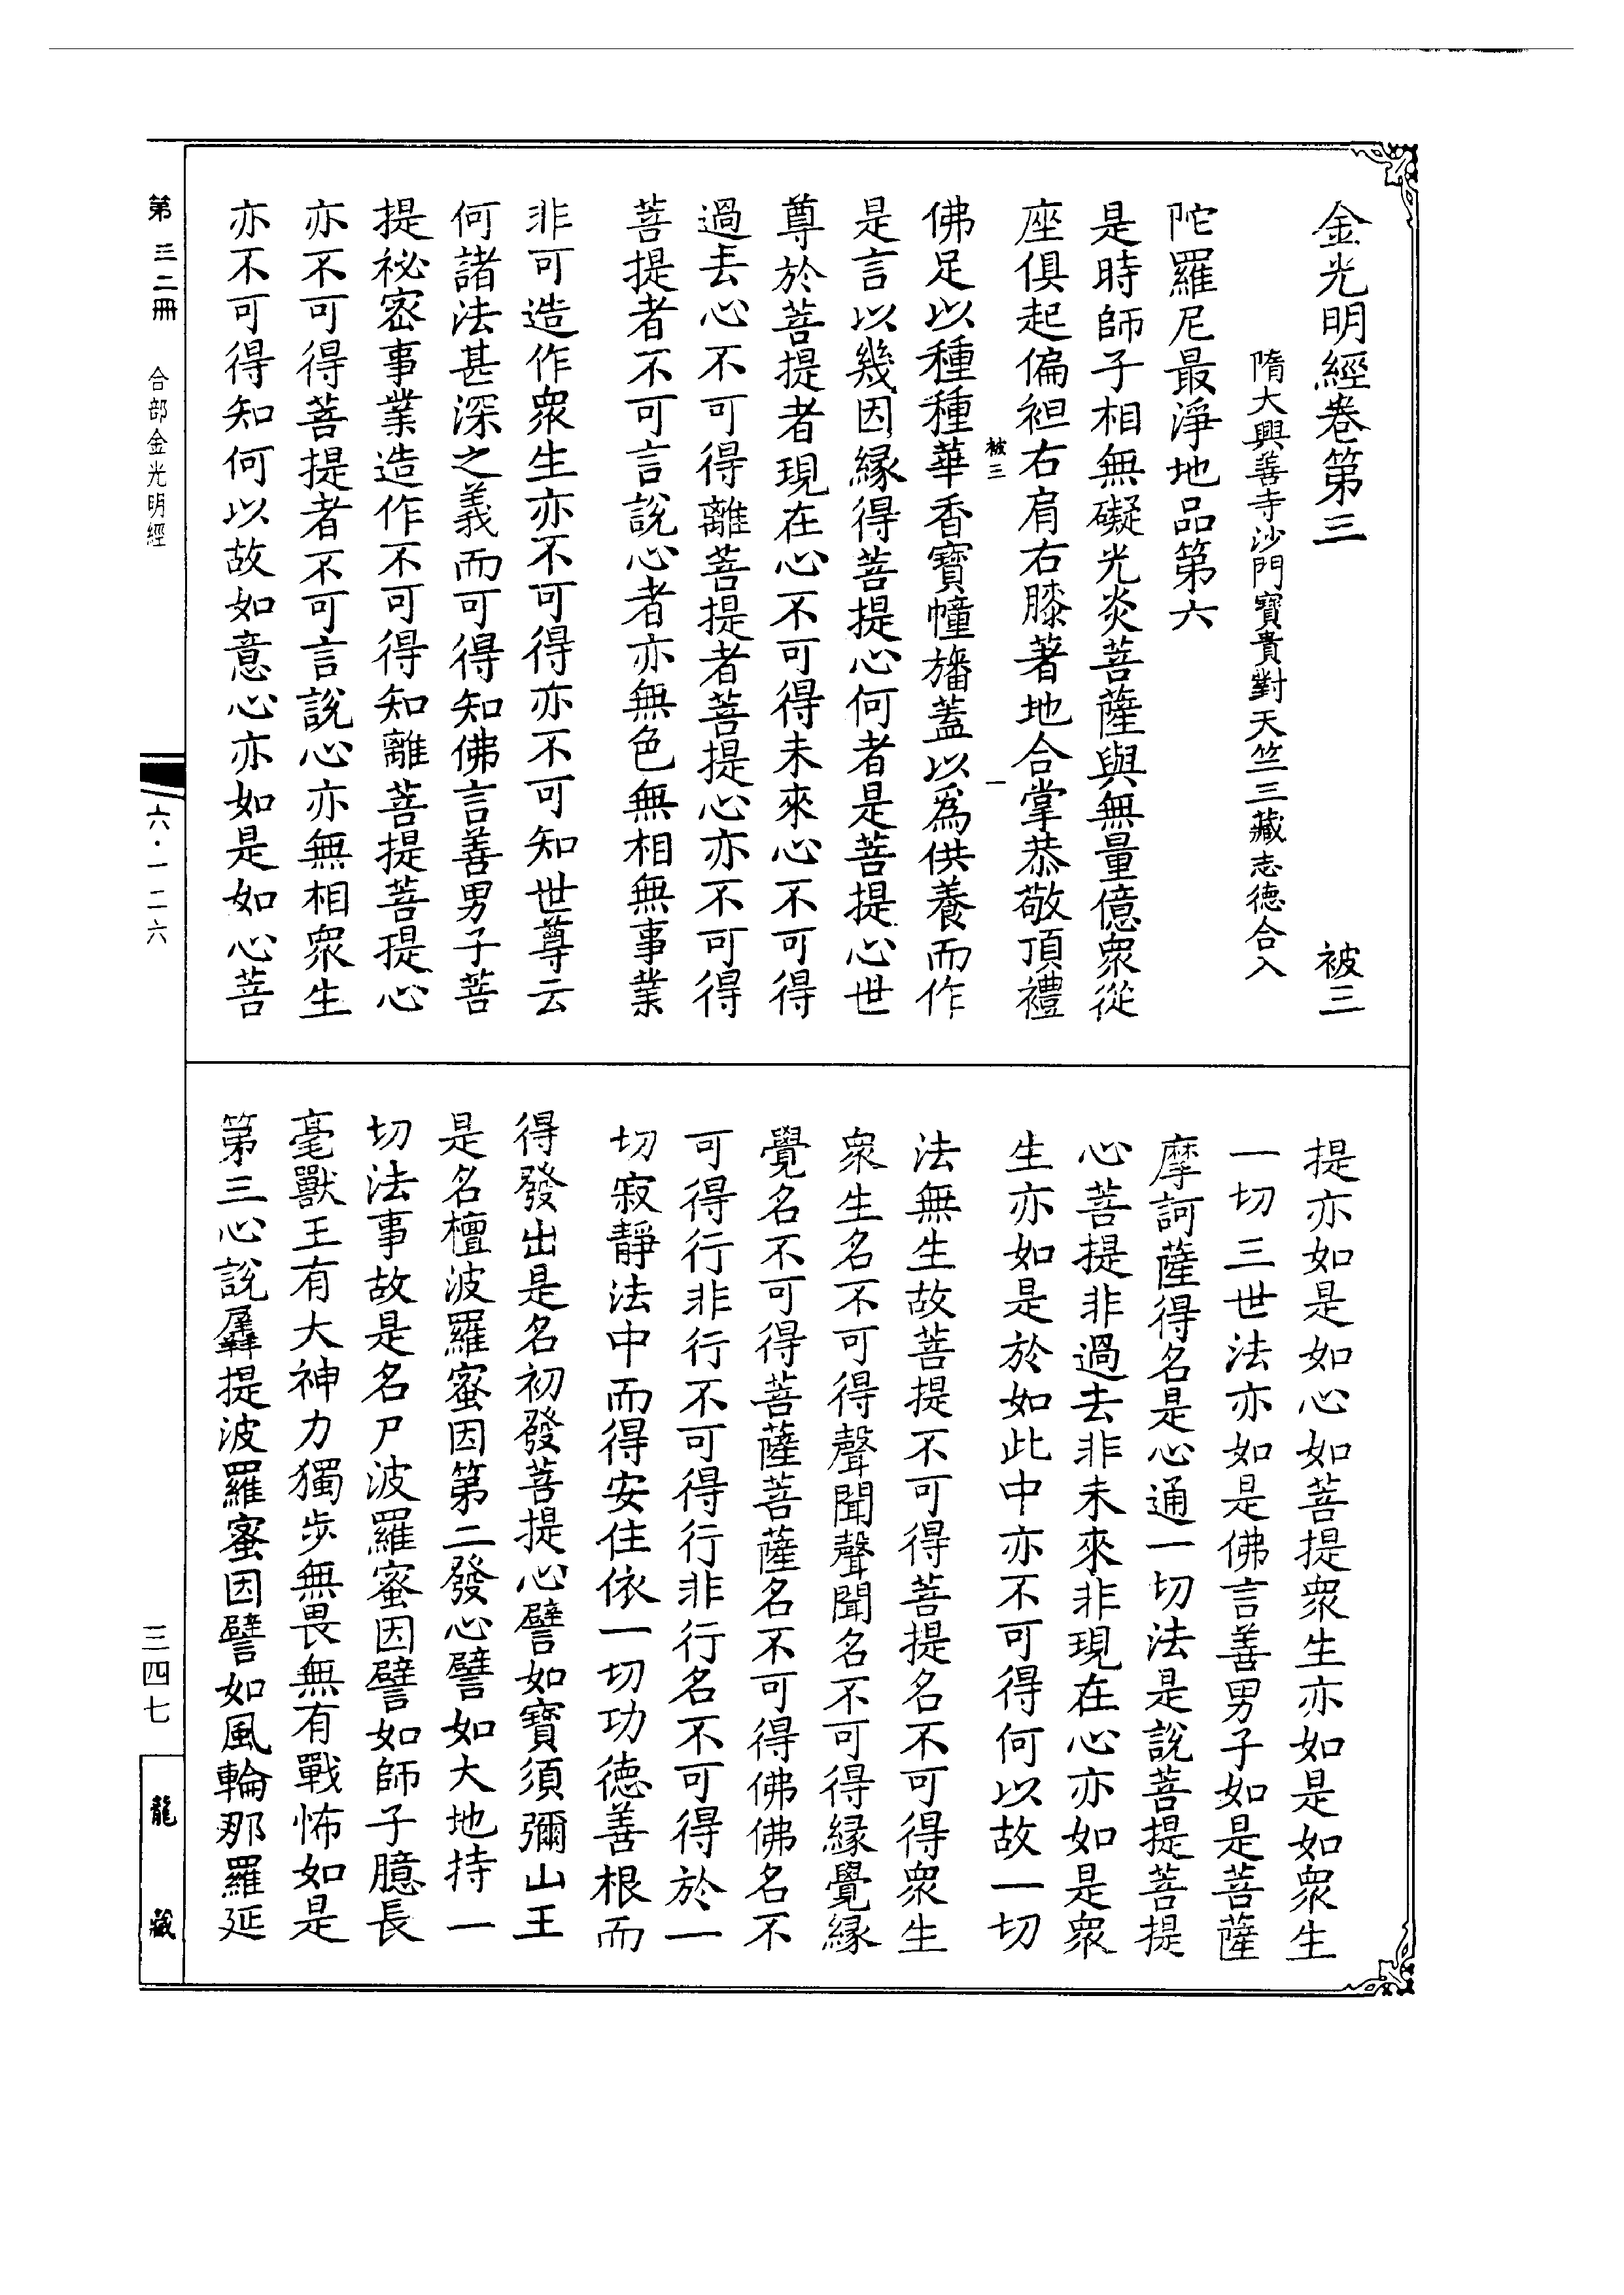 金光明經卷第三　被三
隋大興善寺沙門寶貴對天竺三藏志德合入
陀羅尼最淨地品第六
是時師子相無礙光炎菩薩與無量億衆從
座俱起偏袒右肩右膝著地合掌恭敬頂禮
被三　一
佛足以種種華香寶幢旛蓋以爲供養而作
是言以幾因緣得菩提心何者是菩提心世
尊於菩提者現在心不可得未來心不可得
過去心不可得離菩提者菩提心亦不可得
菩提者不可言說心者亦無色無相無事業
非可造作衆生亦不可得亦不可知世尊云
何諸法甚深之義而可得知佛言善男子菩
提祕密事業造作不可得知離菩提菩提心
亦不可得菩提者不可言說心亦無相衆生
亦不可得知何以故如意心亦如是如心菩
提亦如是如心如菩提衆生亦如是如衆生
一切三世法亦如是佛言善男子如是菩薩
摩訶薩得名是心通一切法是說菩提菩提
心菩提非過去非未來非現在心亦如是衆
生亦如是於如此中亦不可得何以故一切
法無生故菩提不可得菩提名不可得衆生
衆生名不可得聲聞聲聞名不可得緣覺緣
覺名不可得菩薩菩薩名不可得佛佛名不
可得行非行不可得行非行名不可得於一
切寂靜法中而得安住依一切功德善根而
得發出是名初發菩提心譬如寶須彌山王
是名檀波羅蜜因第二發心譬如大地持一
切法事故是名尸波羅蜜因譬如師子臆長
毫獸王有大神力獨步無畏無有戰怖如是
第三心說羼提波羅蜜因譬如風輪那羅延
第三二冊　合部金光明經
六·一二六
三四七
龍藏